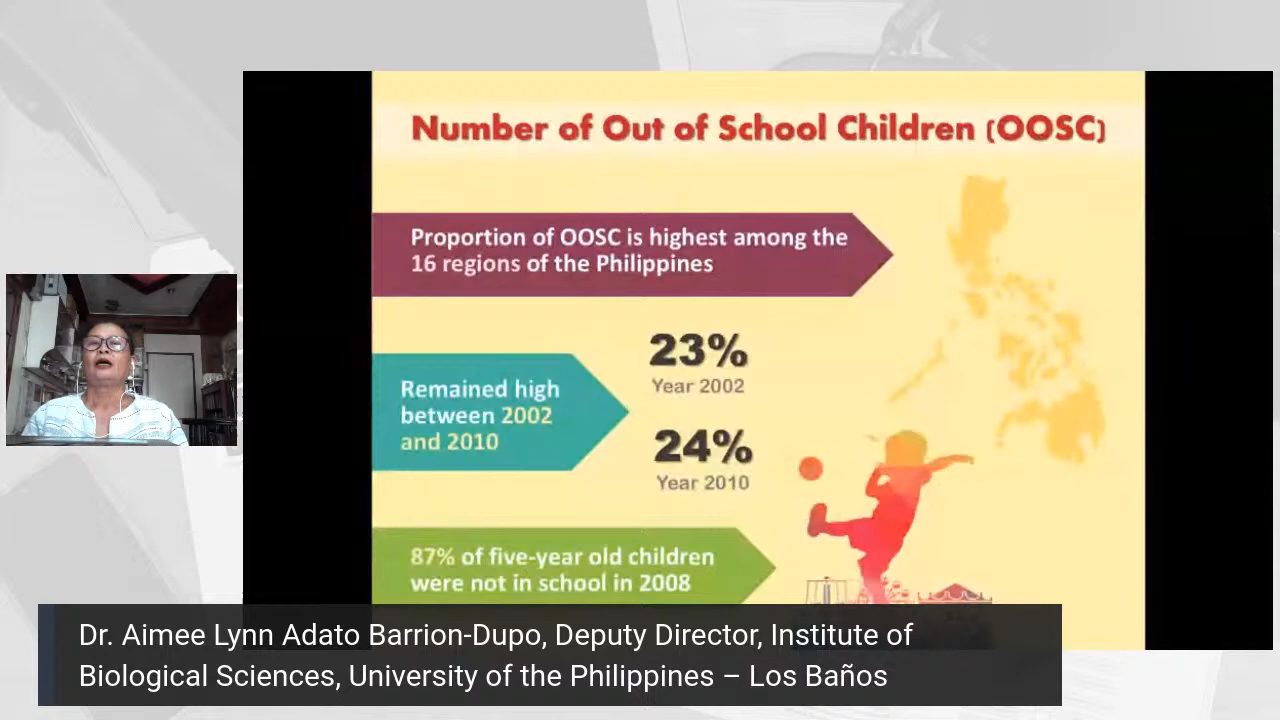 Number of Out of School Children (OOSC)
Proportion of OOSC is highest among the
16 regions of the Philippines
Remained high
between 2002
and 2010
23%
Year 2002
24%
Year 2010
87% of five-year old children
were not in school in 2008
Dr. Aimee Lynn Adato Barrion-Dupo, Deputy Director, Institute of
Biological Sciences, University of the Philippines – Los Baños